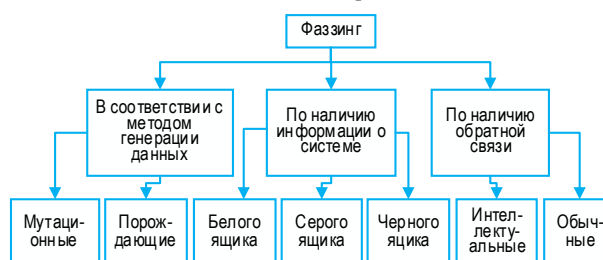 Фаззинг
В соответствии с
методом
генерации
данных
По наличию
информации о
системе
По наличию
обратной
связи
Мутаци-
онные
Порож-
дающие
Белого
ящика
Серого
ящика
Черного
ящика
Интел-
лекту-
альные
Обыч-
ные